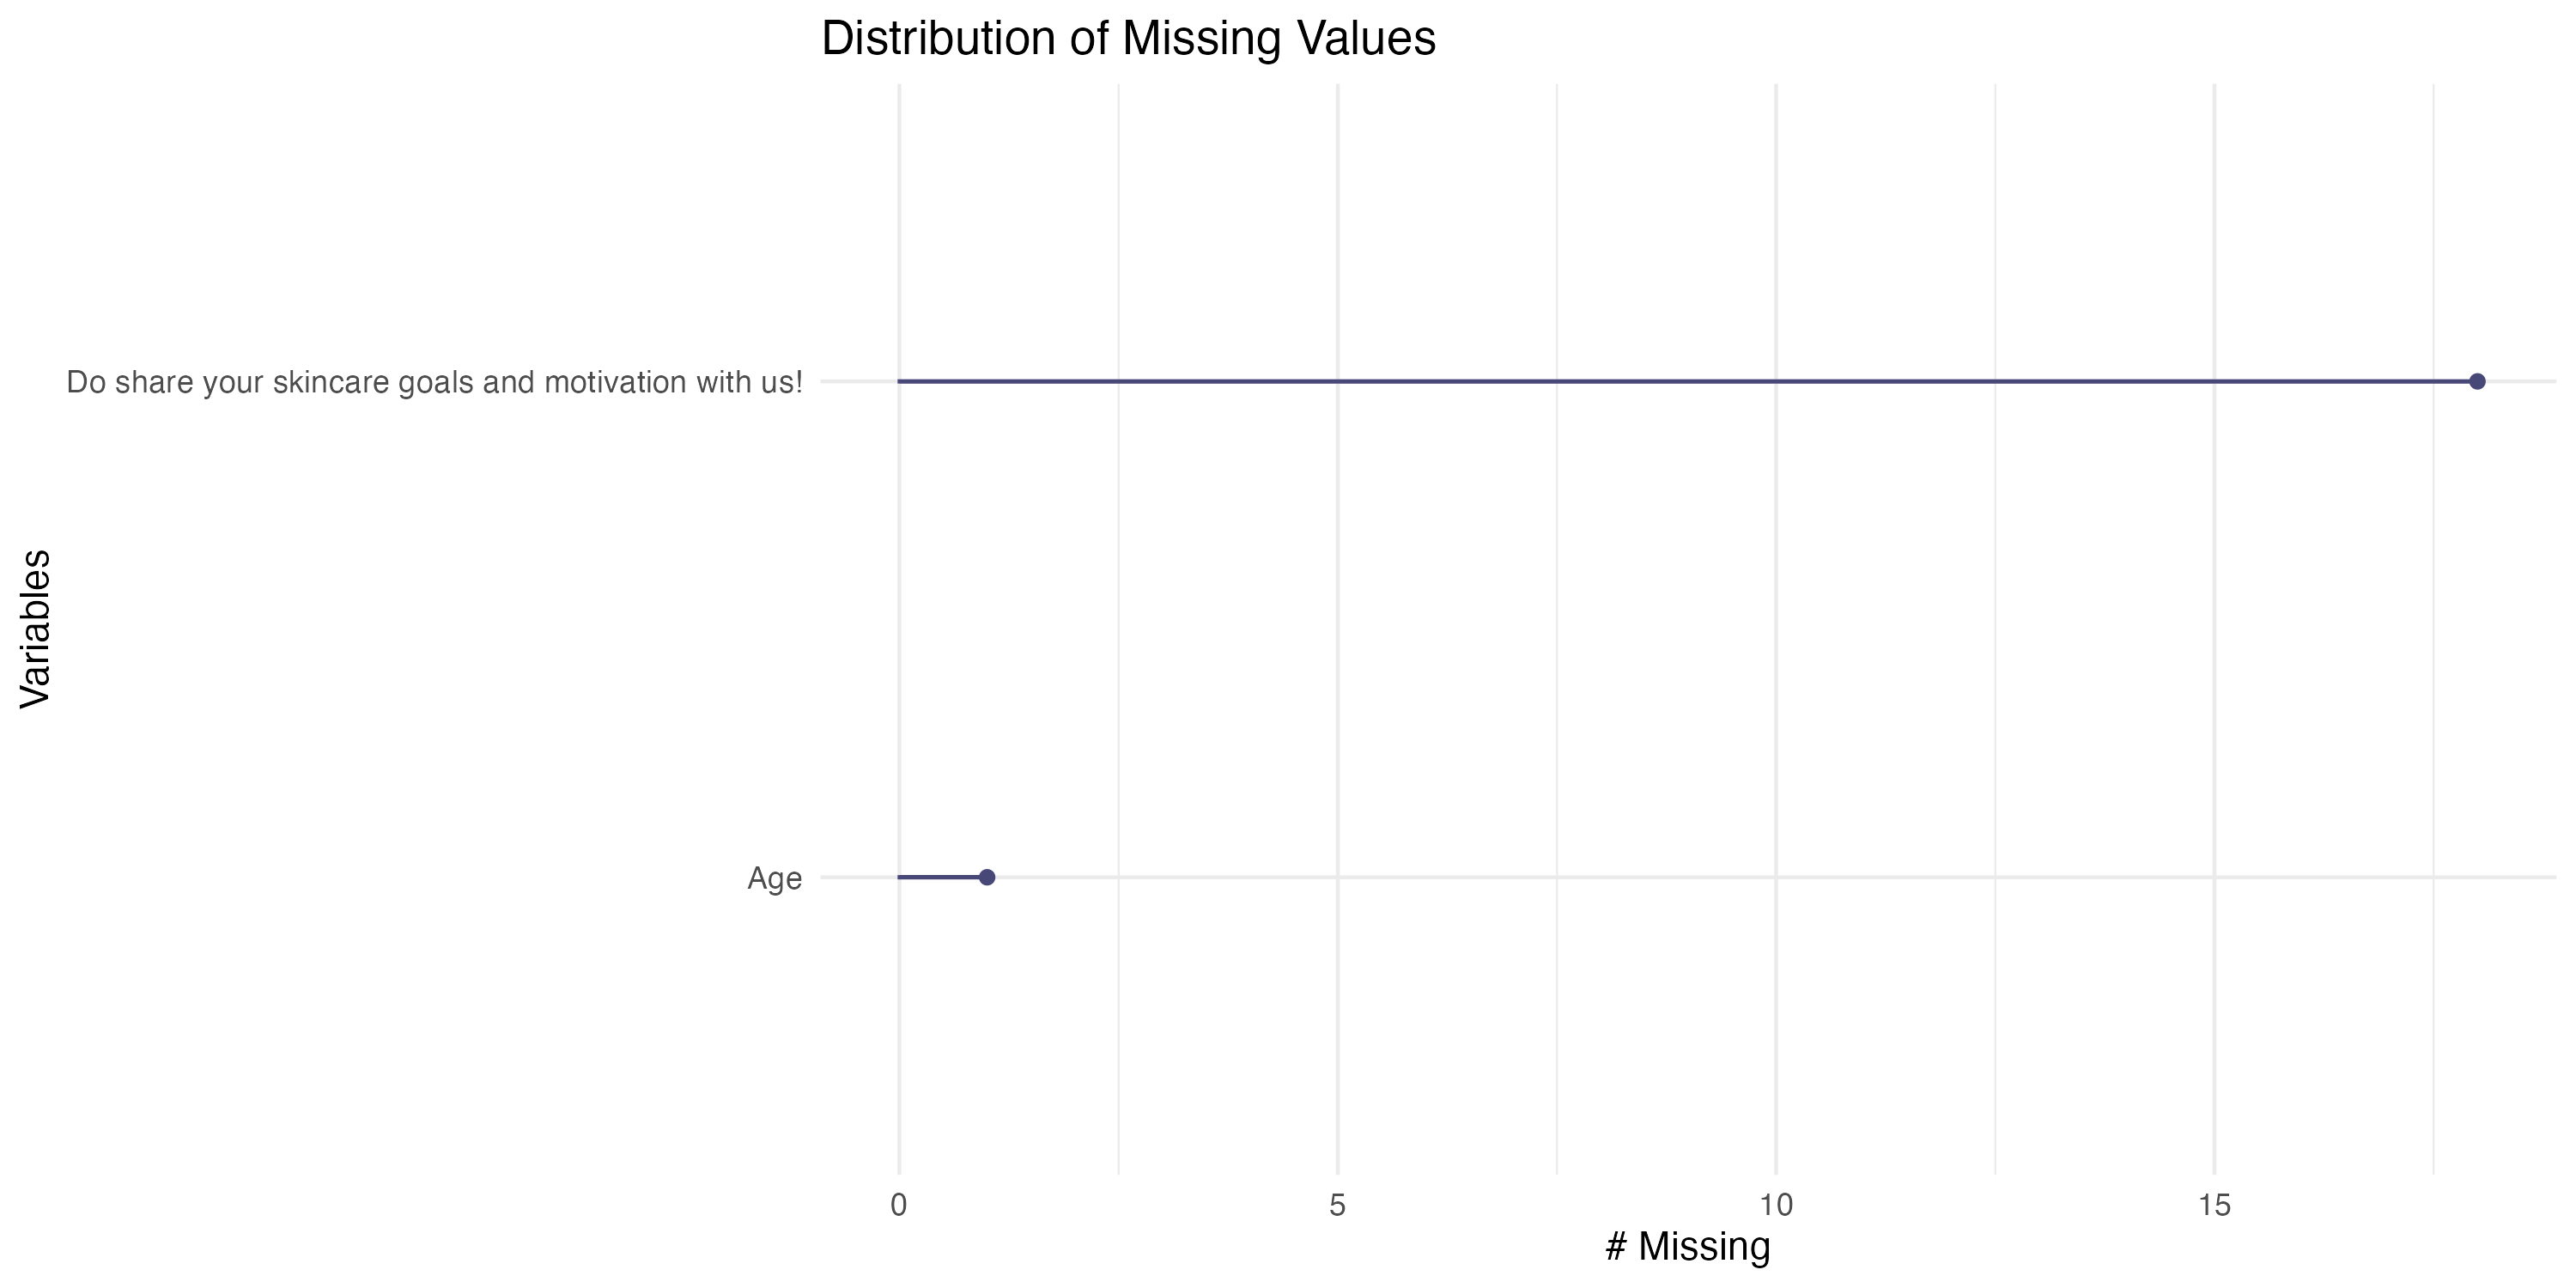 Distribution of Missing Values
Do share your skincare goals and motivation with us!
Variables
Age
0 5 10 15
# Missing